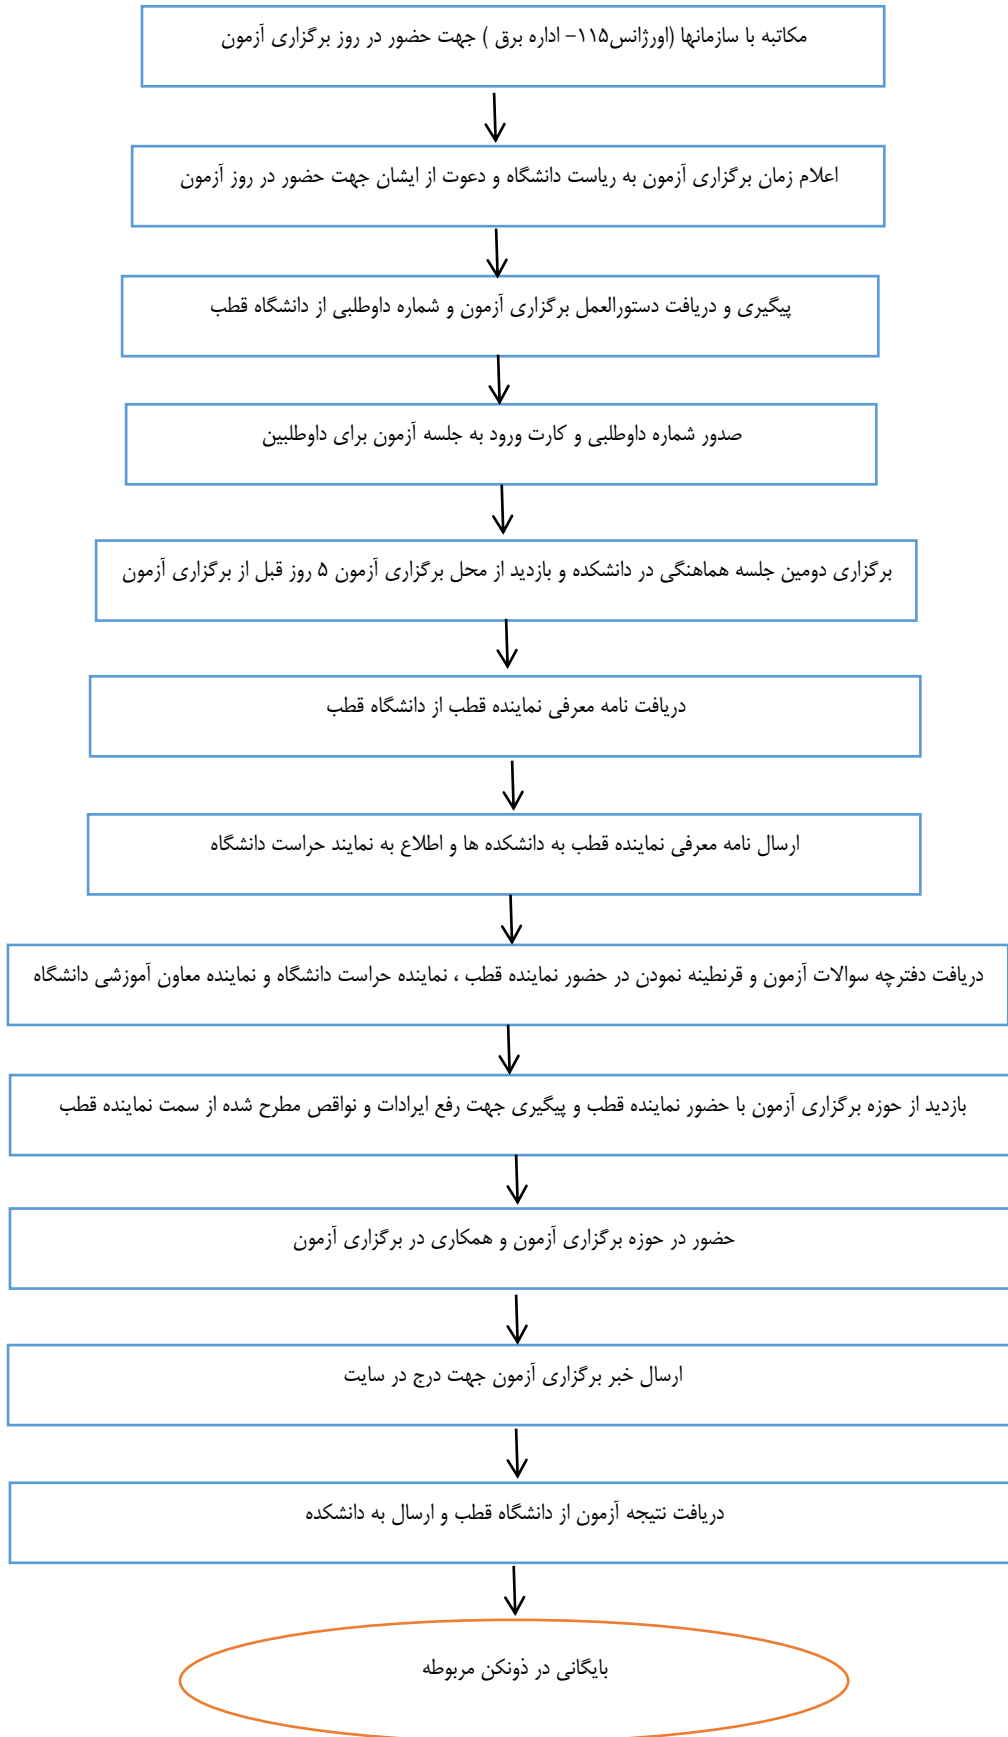 مکاتبه با سازمانها (اورژانس۱۱۵- اداره برق ) جهت حضور در روز برگزاری آزمون
اعلام زمان برگزاری آزمون به ریاست دانشگاه و دعوت از ایشان جهت حضور در روز آزمون
پیگیری و دریافت دستورالعمل برگزاری آزمون و شماره داوطلبی از دانشگاه قطب
صدور شماره داوطلبی و کارت ورود به جلسه آزمون برای داوطلبین
برگزاری دومین جلسه هماهنگی در دانشکده و بازدید از محل برگزاری آزمون ۵ روز قبل از برگزاری آزمون
دریافت نامه معرفی نماینده قطب از دانشگاه قطب
ارسال نامه معرفی نماینده قطب به دانشکده ها و اطلاع به نمایند حراست دانشگاه
دریافت دفترچه سوالات آزمون و قرنطینه نمودن در حضور نماینده قطب ، نماینده حراست دانشگاه و نماینده معاون آموزشی دانشگاه
بازدید از حوزه برگزاری آزمون با حضور نماینده قطب و پیگیری جهت رفع ایرادات و نواقص مطرح شده از سمت نماینده قطب
حضور در حوزه برگزاری آزمون و همکاری در برگزاری آزمون
ارسال خبر برگزاری آزمون جهت درج در سایت
دریافت نتیجه آزمون از دانشگاه قطب و ارسال به دانشکده
بایگانی در ذونکن مربوطه